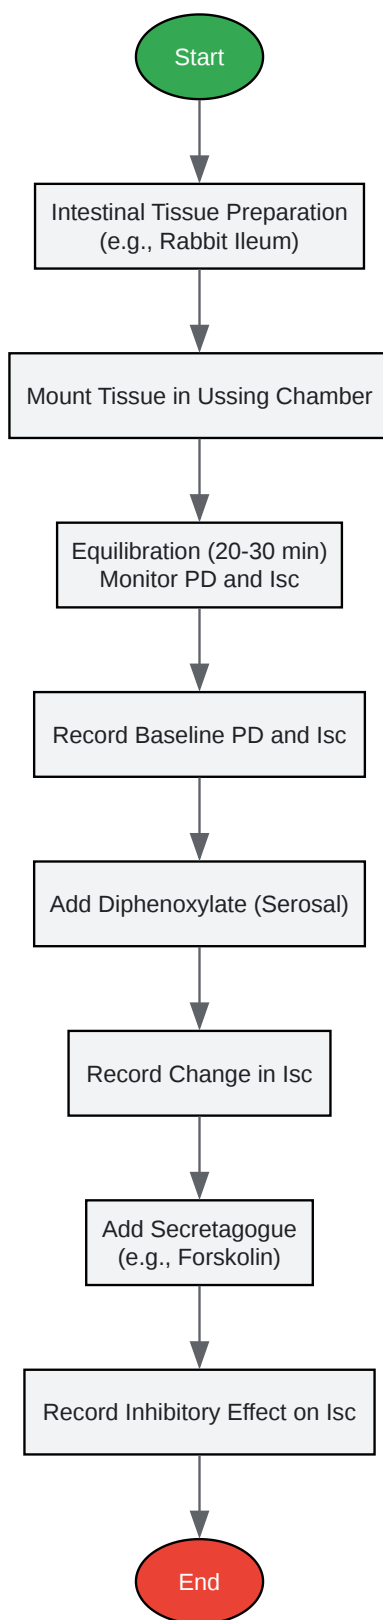 Start
Intestinal Tissue Preparation
(e.g., Rabbit Ileum)
Mount Tissue in Ussing Chamber
Equilibration (20-30 min)
Monitor PD and Isc
Record Baseline PD and Isc
Add Diphenoxylate (Serosal)
Record Change in Isc
Add Secretagogue
(e.g., Forskolin)
Record Inhibitory Effect on Isc
End